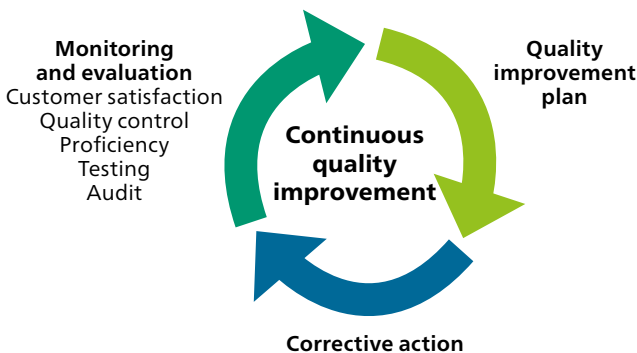 Monitoring
and evaluation
Customer satisfaction
Quality control
Proficiency
Testing
Audit
Continuous
quality
improvement
Quality
improvement
plan
Corrective action